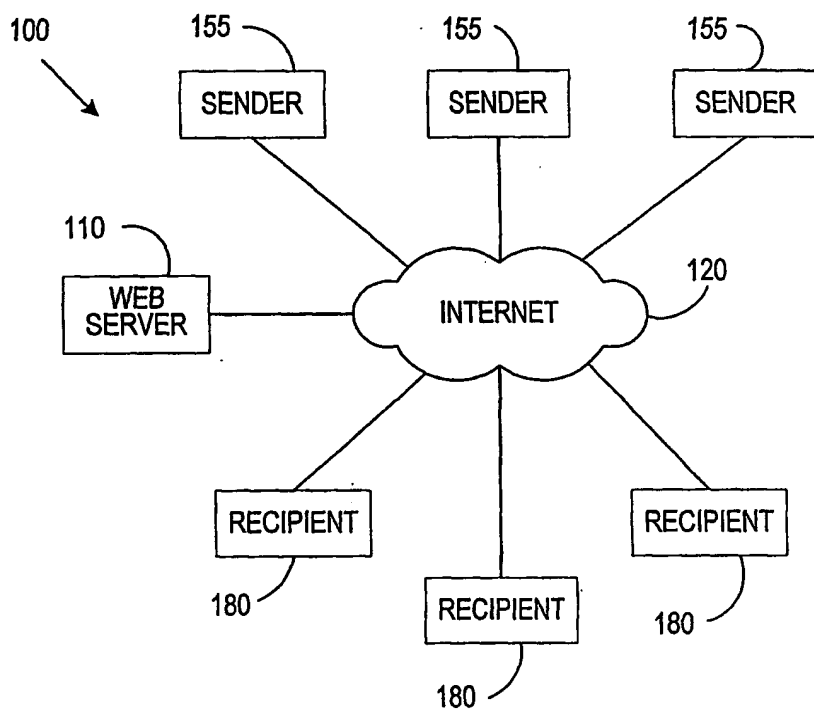 100
155
155
155
SENDER
SENDER
SENDER
110
WEB
SERVER
INTERNET
120
RECIPIENT
RECIPIENT
RECIPIENT
180
180
180